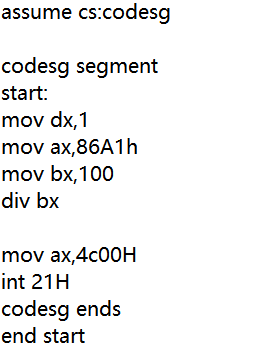 assume cs:codesg
codesg segment
start:
mov dx,1
mov ax,86A1h
mov bx,100
div bx
mov ax,4c00H
int 21H
codesg ends
end start